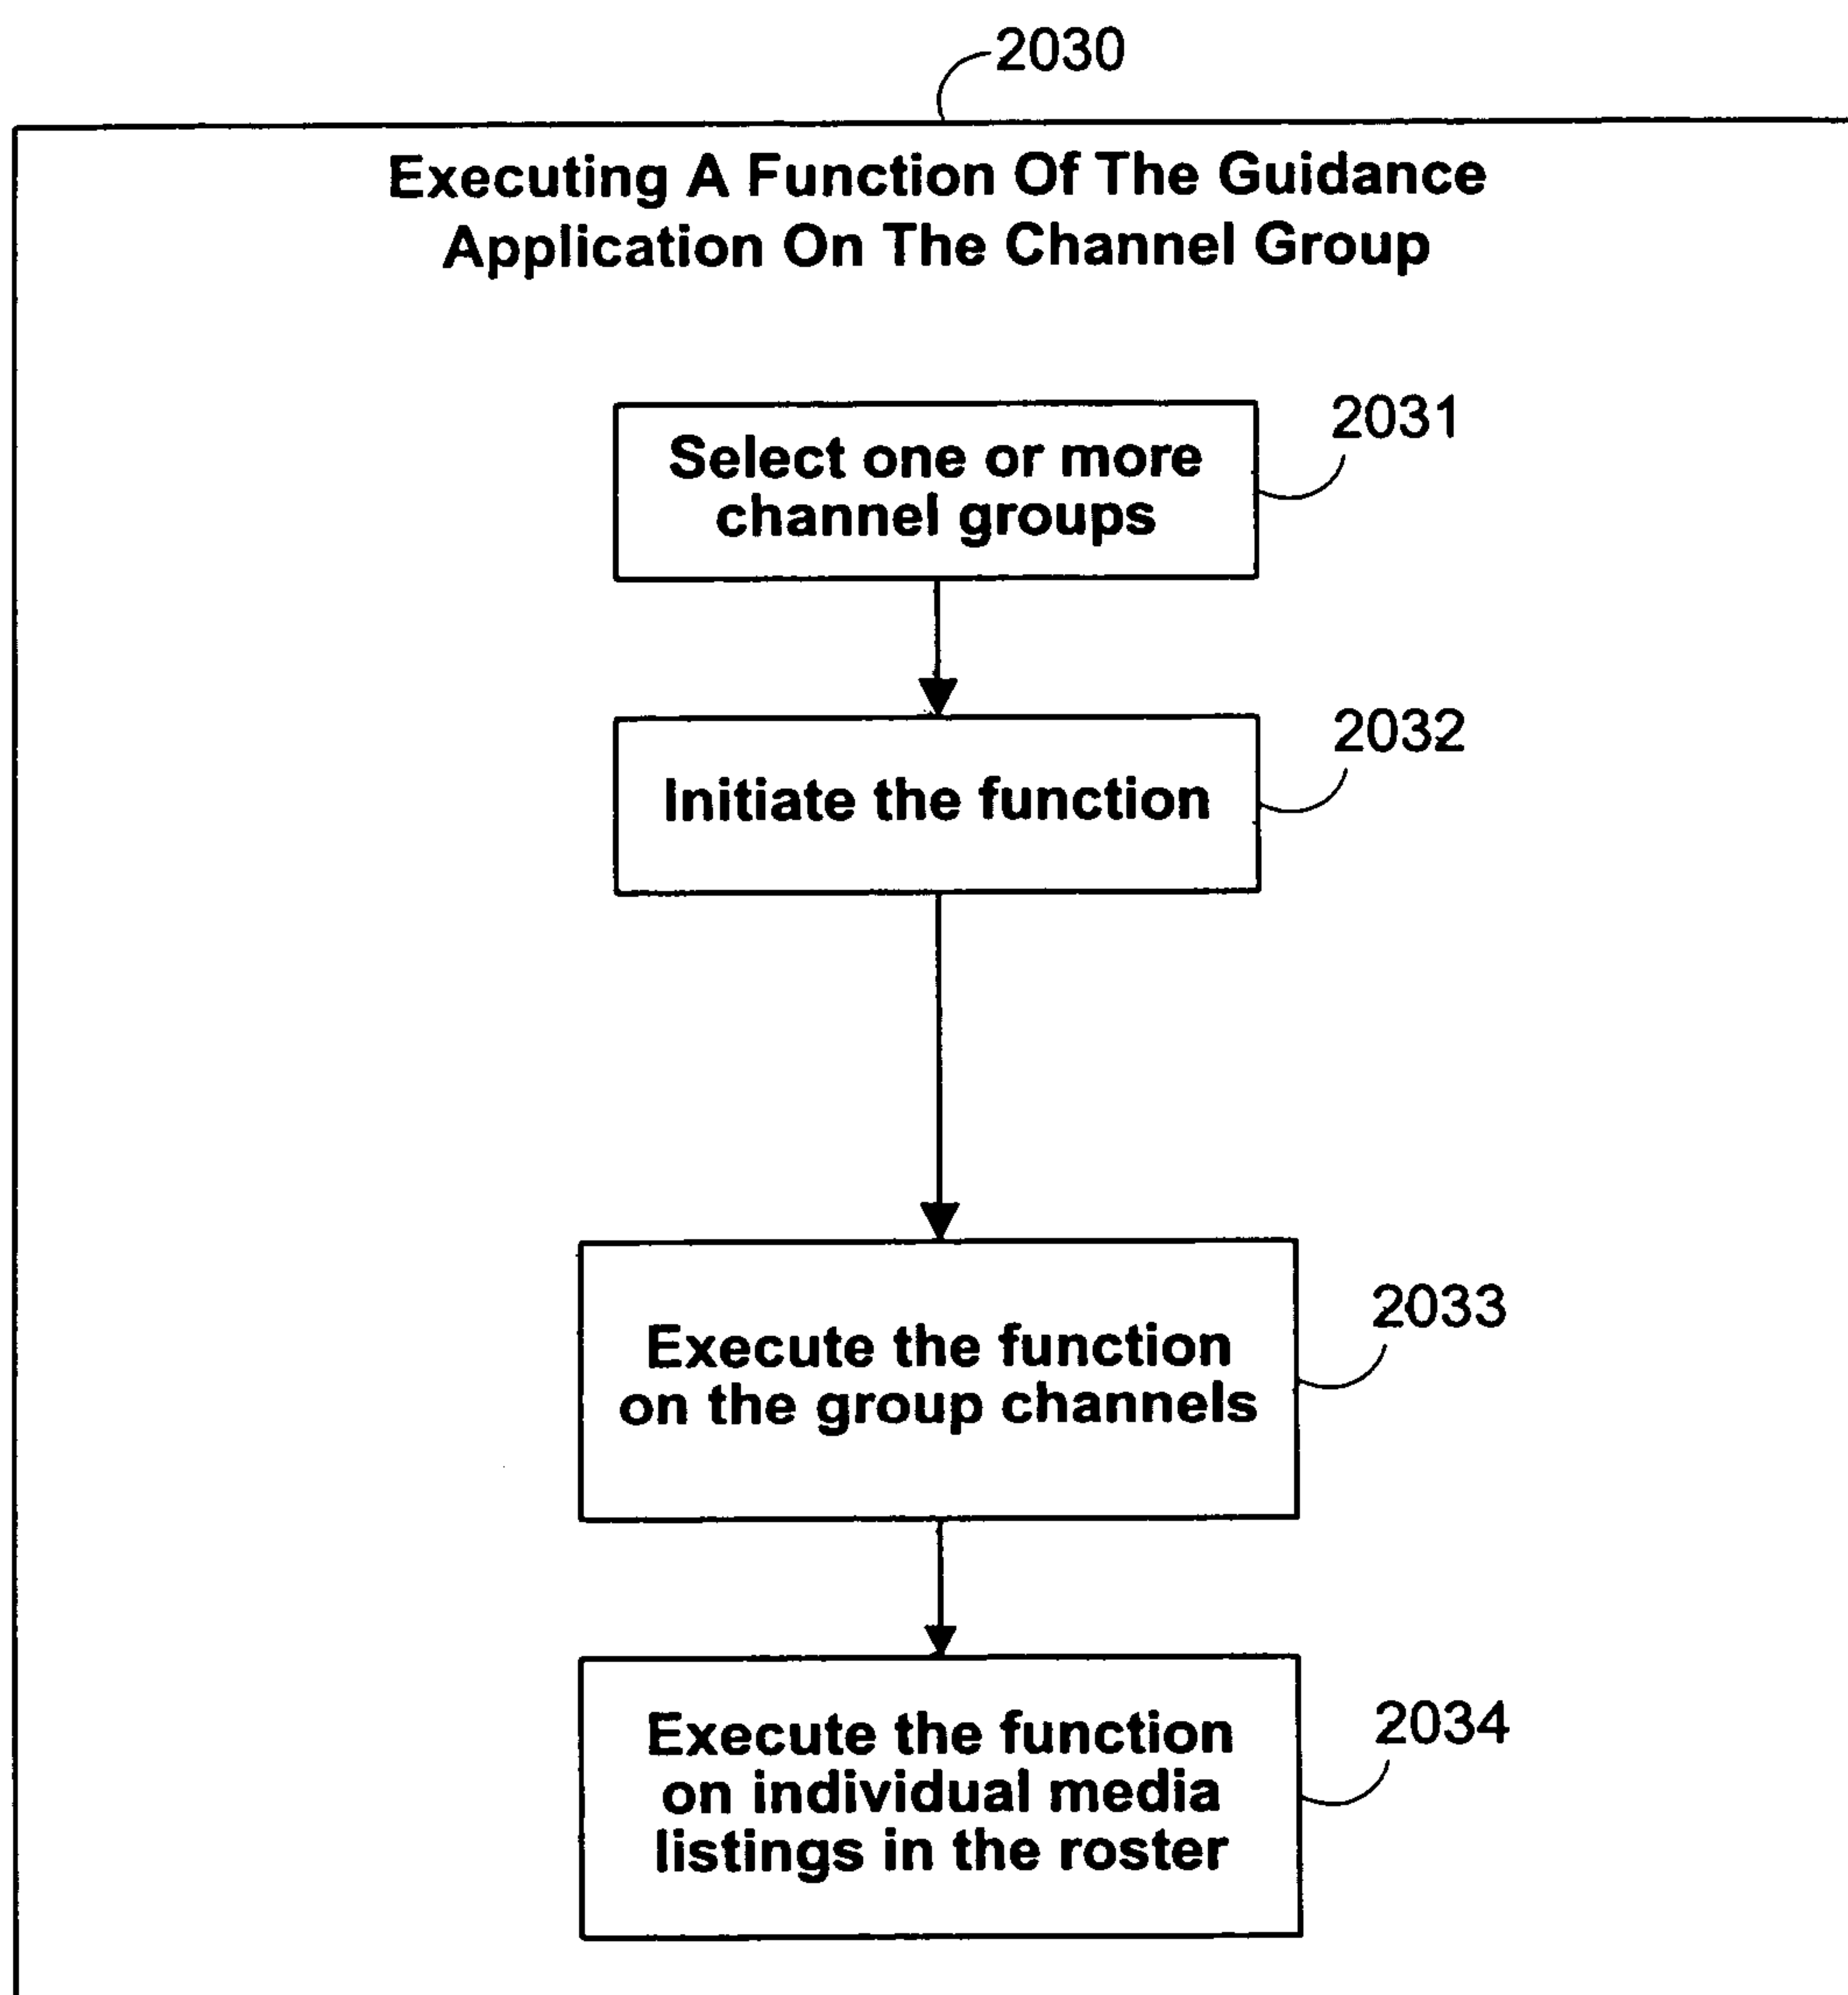 2030
Executing A Function Of The Guidance
Application On The Channel Group
Select one or more
channel groups
2031
Initiate the function
2032
Execute the function
on the group channels
2033
Execute the function
on individual media
listings in the roster
2034